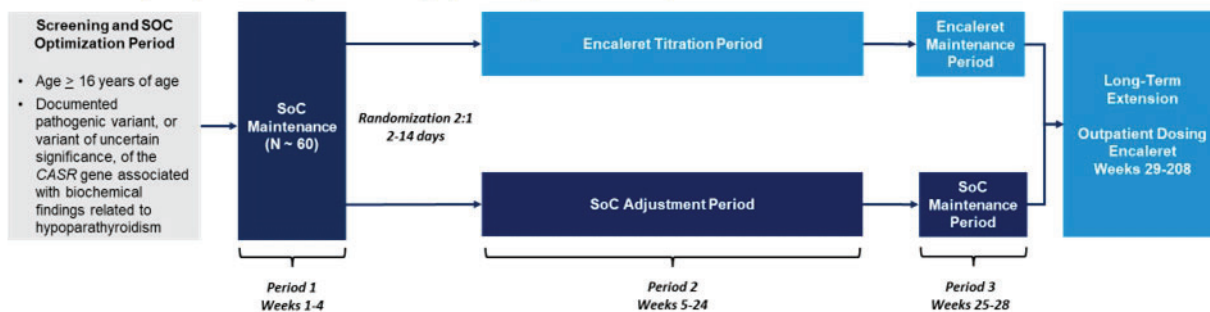 Screening and SOC
Optimization Period
• Age ≥ 16 years of age
• Documented
pathogenic variant, or
variant of uncertain
significance, of the
CASR gene associated
with biochemical
findings related to
hypoparathyroidism
SoC
Maintenance
(N ~ 60)
Randomization 2:1
2-14 days
Encaleret Titration Period
Encaleret
Maintenance
Period
SoC Adjustment Period
SoC
Maintenance
Period
Long-Term
Extension
Outpatient Dosing
Encaleret
Weeks 29-208
Period 1
Weeks 1-4
Period 2
Weeks 5-24
Period 3
Weeks 25-28